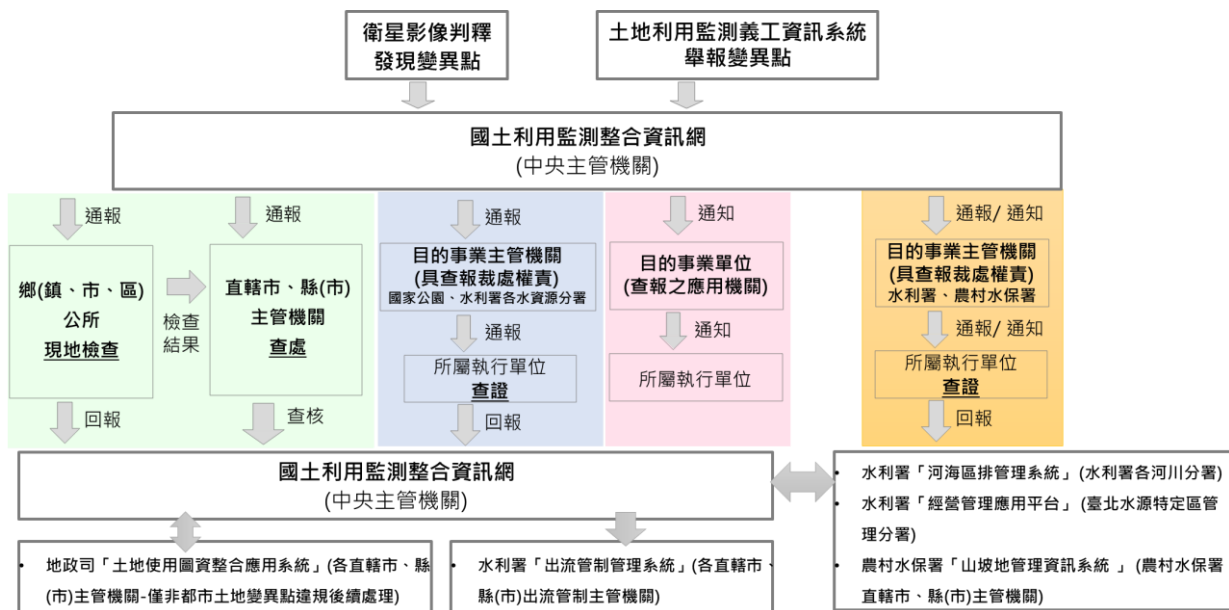 衛星影像判釋
發現變異點
土地利用監測義工資訊系統
舉報變異點
國土利用監測整合資訊網
(中央主管機關)
通報
通報
通報
通知
通報/ 通知
鄉(鎮、市、區)
公所
現地檢查
檢查
結果
直轄市、縣(市)
主管機關
查處
目的事業主管機關
(具查報裁處權責)
國家公園、水利署各水資源分署
目的事業單位
(查報之應用機關)
目的事業主管機關
(具查報裁處權責)
水利署、農村水保署
通報
通知
通報/ 通知
所屬執行單位
查證
所屬執行單位
所屬執行單位
查證
回報
查核
回報
回報
國土利用監測整合資訊網
(中央主管機關)
• 水利署「河海區排管理系統」(水利署各河川分署)
• 水利署「經營管理應用平台」 (臺北水源特定區管
理分署)
• 農村水保署「山坡地管理資訊系統 」 (農村水保署
直轄市、縣(市)主管機關)
• 地政司「土地使用圖資整合應用系統」(各直轄市、縣
(市)主管機關-僅非都市土地變異點違規後續處理)
• 水利署「出流管制管理系統」(各直轄市、
縣(市)出流管制主管機關)